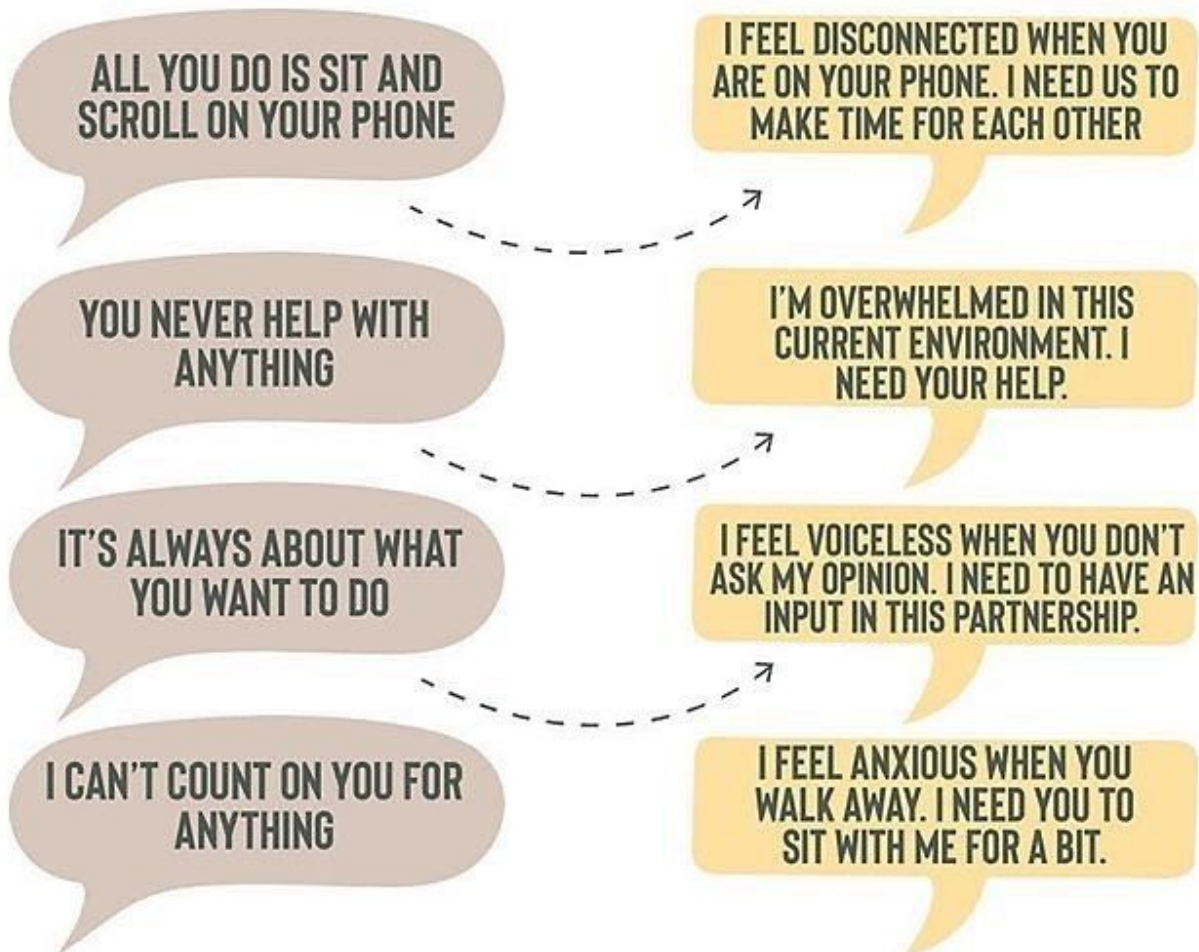 ALL YOU DO IS SIT AND
SCROLL ON YOUR PHONE
I FEEL DISCONNECTED WHEN YOU
ARE ON YOUR PHONE. I NEED US TO
MAKE TIME FOR EACH OTHER
YOU NEVER HELP WITH
ANYTHING
I'M OVERWHELMED IN THIS
CURRENT ENVIRONMENT. I
NEED YOUR HELP.
IT'S ALWAYS ABOUT WHAT
YOU WANT TO DO
I FEEL VOICELESS WHEN YOU DON'T
ASK MY OPINION. I NEED TO HAVE AN
INPUT IN THIS PARTNERSHIP.
I CAN'T COUNT ON YOU FOR
ANYTHING
I FEEL ANXIOUS WHEN YOU
WALK AWAY. I NEED YOU TO
SIT WITH ME FOR A BIT.